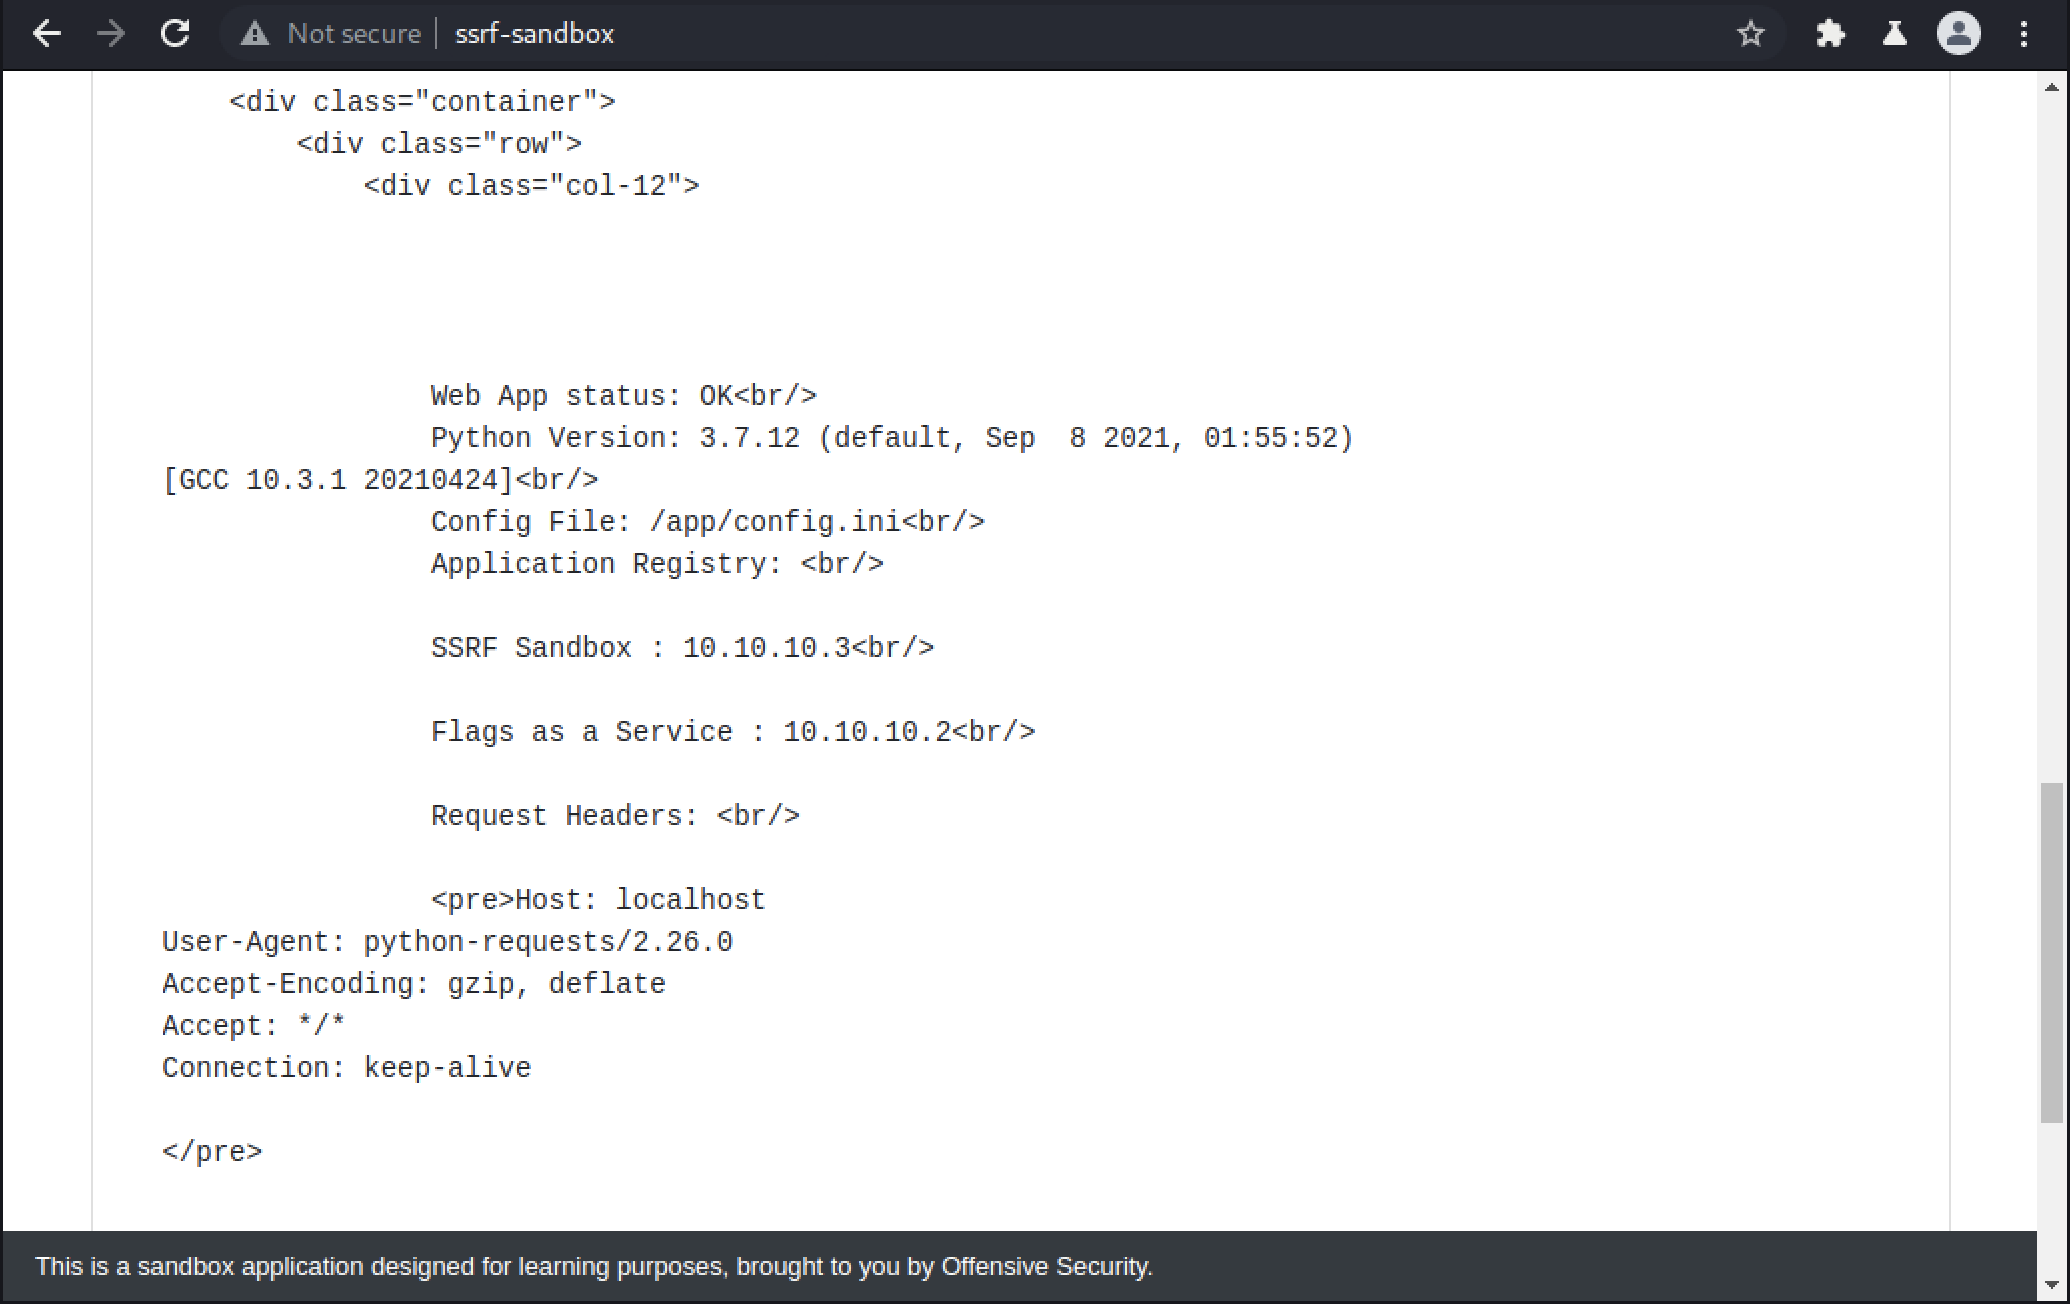 Not secure ssrf-sandbox
<div class="container">
<div class="row">
<div class="col-12">
Web App status: OK<br/>
Python Version: 3.7.12 (default, Sep  8 2021, 01:55:52)
[GCC 10.3.1 20210424]<br/>
Config File: /app/config.ini<br/>
Application Registry: <br/>
SSRF Sandbox : 10.10.10.3<br/>
Flags as a Service : 10.10.10.2<br/>
Request Headers: <br/>
<pre>Host: localhost
User-Agent: python-requests/2.26.0
Accept-Encoding: gzip, deflate
Accept: */*
Connection: keep-alive
</pre>
This is a sandbox application designed for learning purposes, brought to you by Offensive Security.